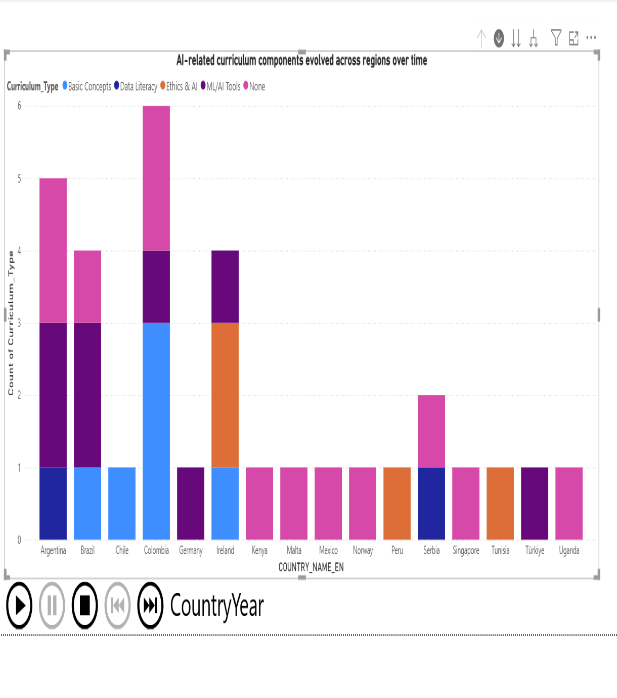 AI-related curriculum components evolved across regions over time
Curriculum_Type Basic Concepts Data Literacy Ethics & AI ML/AI Tools None
6
5
4
3
2
1
0
Count of Curriculum_Type
Argentina Brazil Chile Colombia Germany Ireland Kenya Malta Mexico Norway Peru Serbia Singapore Tunisia Türkiye Uganda
COUNTRY_NAME_EN
CountryYear